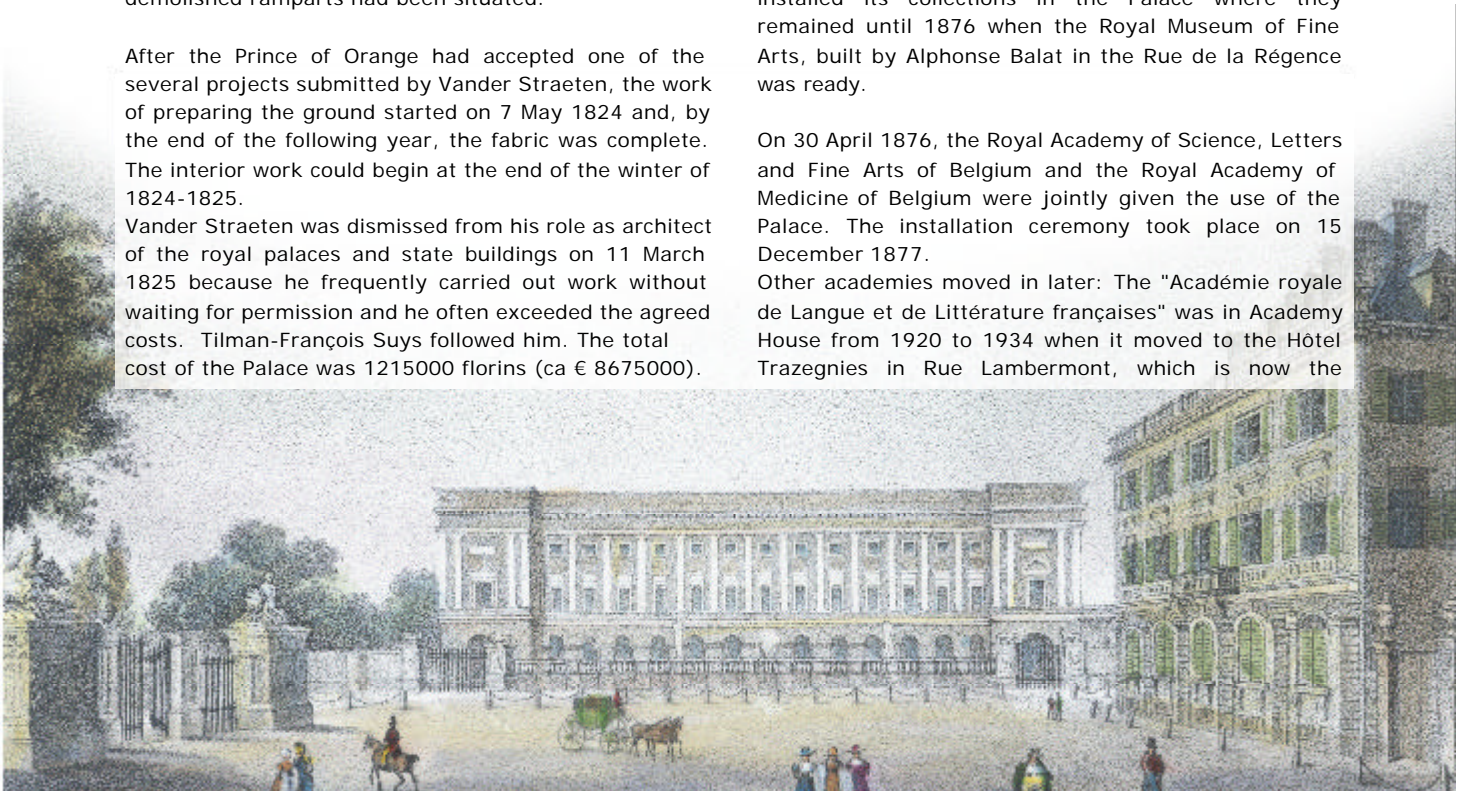 demolished ramparts had been situated.
After the Prince of Orange had accepted one of the
several projects submitted by Vander Straeten, the work
of preparing the ground started on 7 May 1824 and, by
the end of the following year, the fabric was complete.
The interior work could begin at the end of the winter of
1824-1825.
Vander Straeten was dismissed from his role as architect
of the royal palaces and state buildings on 11 March
1825 because he frequently carried out work without
waiting for permission and he often exceeded the agreed
costs. Tilman-François Suys followed him. The total
cost of the Palace was 1215000 florins (ca € 8675000).
installed its collections in the Palace where they
remained until 1876 when the Royal Museum of Fine
Arts, built by Alphonse Balat in the Rue de la Régence
was ready.
On 30 April 1876, the Royal Academy of Science, Letters
and Fine Arts of Belgium and the Royal Academy of
Medicine of Belgium were jointly given the use of the
Palace. The installation ceremony took place on 15
December 1877.
Other academies moved in later: The "Académie royale
de Langue et de Littérature françaises" was in Academy
House from 1920 to 1934 when it moved to the Hôtel
Trazegnies in Rue Lambermont, which is now the